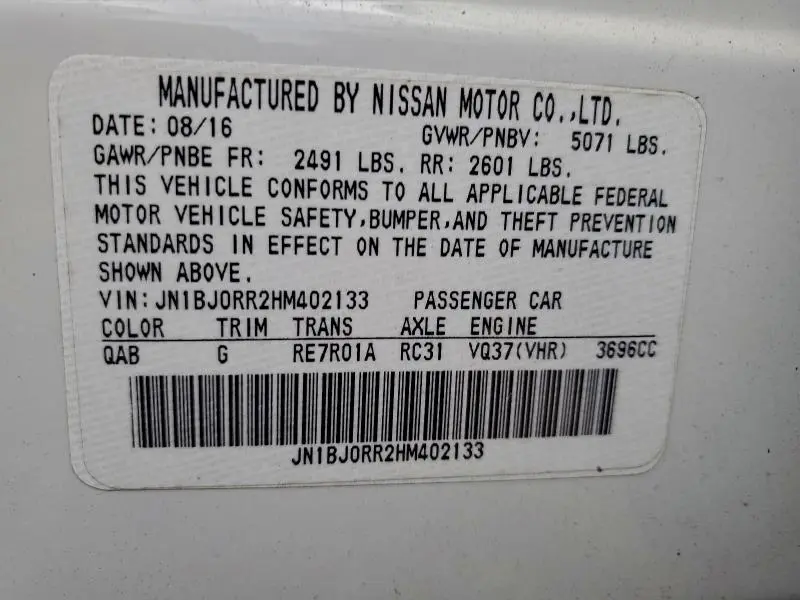 MANUFACTURED BY NISSAN MOTOR CO.,LTD.
DATE: 08/16 GVWR/PNBV: 5071 LBS.
GAWR/PNBE FR: 2491 LBS. RR: 2601 LBS.
THIS VEHICLE CONFORMS TO ALL APPLICABLE FEDERAL
MOTOR VEHICLE SAFETY,BUMPER,AND THEFT PREVENTION
STANDARDS IN EFFECT ON THE DATE OF MANUFACTURE
SHOWN ABOVE.
VIN: JN1BJ0RR2HM402133 PASSENGER CAR
COLOR TRIM TRANS AXLE ENGINE
QAB G RE7R01A RC31 VQ37(VHR) 3696CC
JN1BJ0RR2HM402133